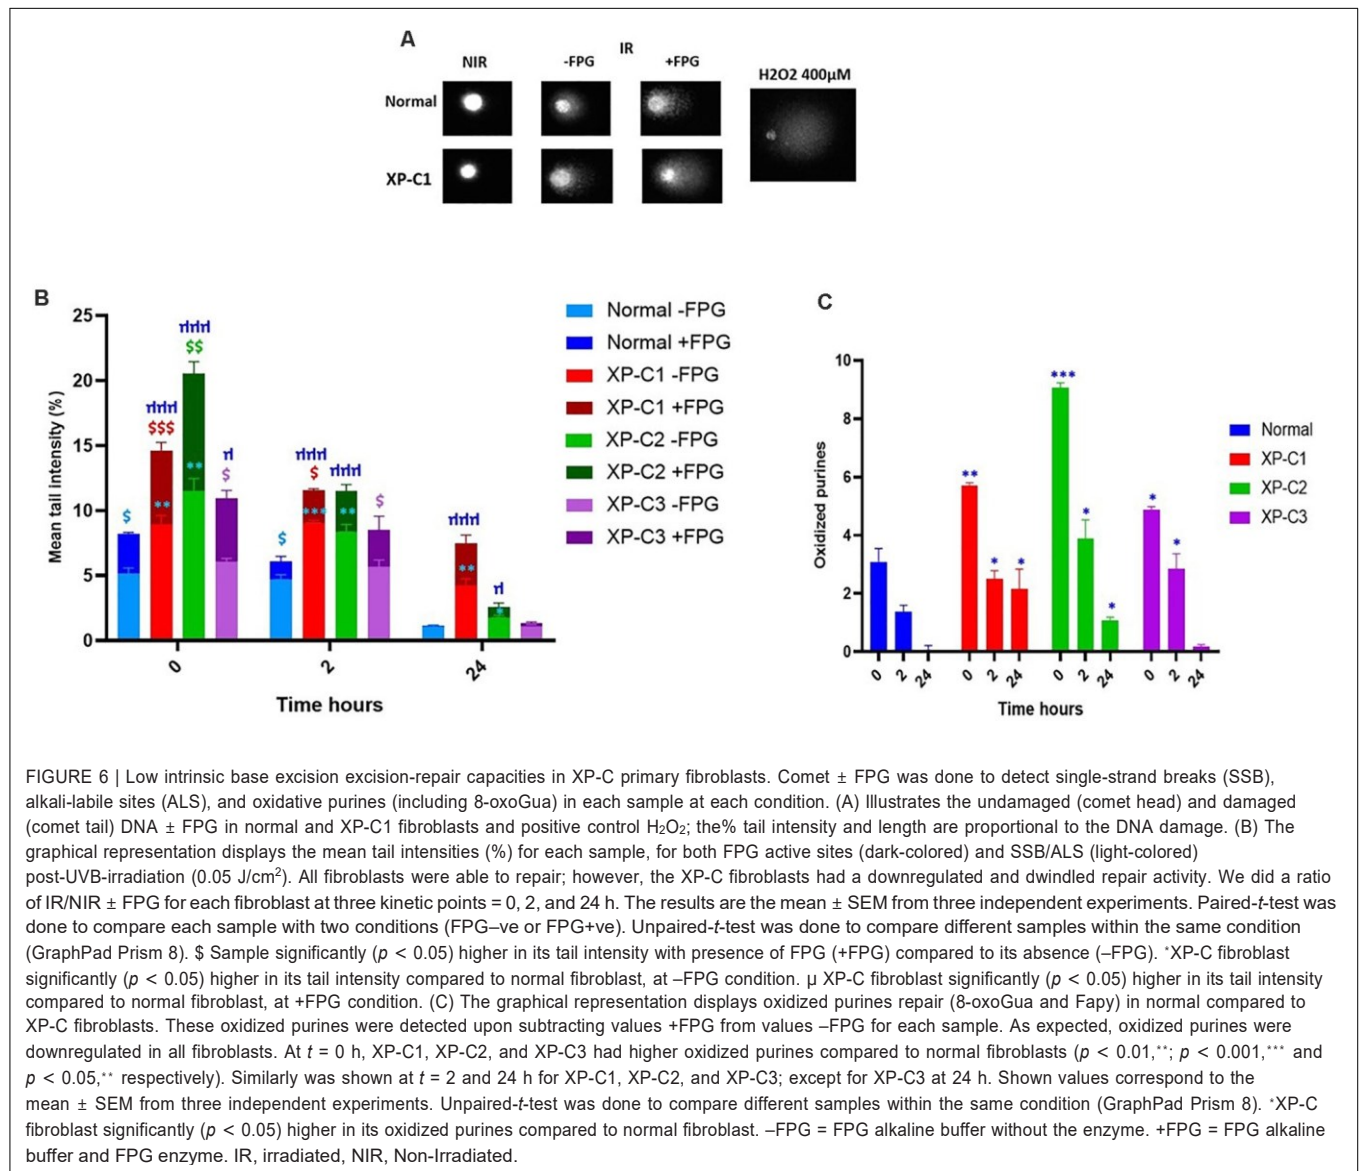 A
IR
NIR
-FPG
+FPG
H2O2 400μM
Normal
XP-C1
B
25
20
15
10
5
0
Mean tail intensity (%)
$
***
$$$
**
$$
**
$
$
$
***
**
$
**
*
0
2
24
Time hours
Normal -FPG
Normal +FPG
XP-C1 -FPG
XP-C1 +FPG
XP-C2 -FPG
XP-C2 +FPG
XP-C3 -FPG
XP-C3 +FPG
C
10
8
6
4
2
0
Oxidized purines
**
*
*
***
*
*
*
*
0
2
24
0
2
24
0
2
24
0
2
24
Time hours
Normal
XP-C1
XP-C2
XP-C3
FIGURE 6 | Low intrinsic base excision excision-repair capacities in XP-C primary fibroblasts. Comet ± FPG was done to detect single-strand breaks (SSB),
alkali-labile sites (ALS), and oxidative purines (including 8-oxoGua) in each sample at each condition. (A) Illustrates the undamaged (comet head) and damaged
(comet tail) DNA ± FPG in normal and XP-C1 fibroblasts and positive control H₂O₂; the% tail intensity and length are proportional to the DNA damage. (B) The
graphical representation displays the mean tail intensities (%) for each sample, for both FPG active sites (dark-colored) and SSB/ALS (light-colored)
post-UVB-irradiation (0.05 J/cm²). All fibroblasts were able to repair; however, the XP-C fibroblasts had a downregulated and dwindled repair activity. We did a ratio
of IR/NIR ± FPG for each fibroblast at three kinetic points = 0, 2, and 24 h. The results are the mean ± SEM from three independent experiments. Paired-t-test was
done to compare each sample with two conditions (FPG–ve or FPG+ve). Unpaired-t-test was done to compare different samples within the same condition
(GraphPad Prism 8). $ Sample significantly (p < 0.05) higher in its tail intensity with presence of FPG (+FPG) compared to its absence (–FPG). *XP-C fibroblast
significantly (p < 0.05) higher in its tail intensity compared to normal fibroblast, at –FPG condition. μ XP-C fibroblast significantly (p < 0.05) higher in its tail intensity
compared to normal fibroblast, at +FPG condition. (C) The graphical representation displays oxidized purines repair (8-oxoGua and Fapy) in normal compared to
XP-C fibroblasts. These oxidized purines were detected upon subtracting values +FPG from values –FPG for each sample. As expected, oxidized purines were
downregulated in all fibroblasts. At t = 0 h, XP-C1, XP-C2, and XP-C3 had higher oxidized purines compared to normal fibroblasts (p < 0.01,**; p < 0.001,*** and
p < 0.05,** respectively). Similarly was shown at t = 2 and 24 h for XP-C1, XP-C2, and XP-C3; except for XP-C3 at 24 h. Shown values correspond to the
mean ± SEM from three independent experiments. Unpaired-t-test was done to compare different samples within the same condition (GraphPad Prism 8). *XP-C
fibroblast significantly (p < 0.05) higher in its oxidized purines compared to normal fibroblast. –FPG = FPG alkaline buffer without the enzyme. +FPG = FPG alkaline
buffer and FPG enzyme. IR, irradiated, NIR, Non-Irradiated.